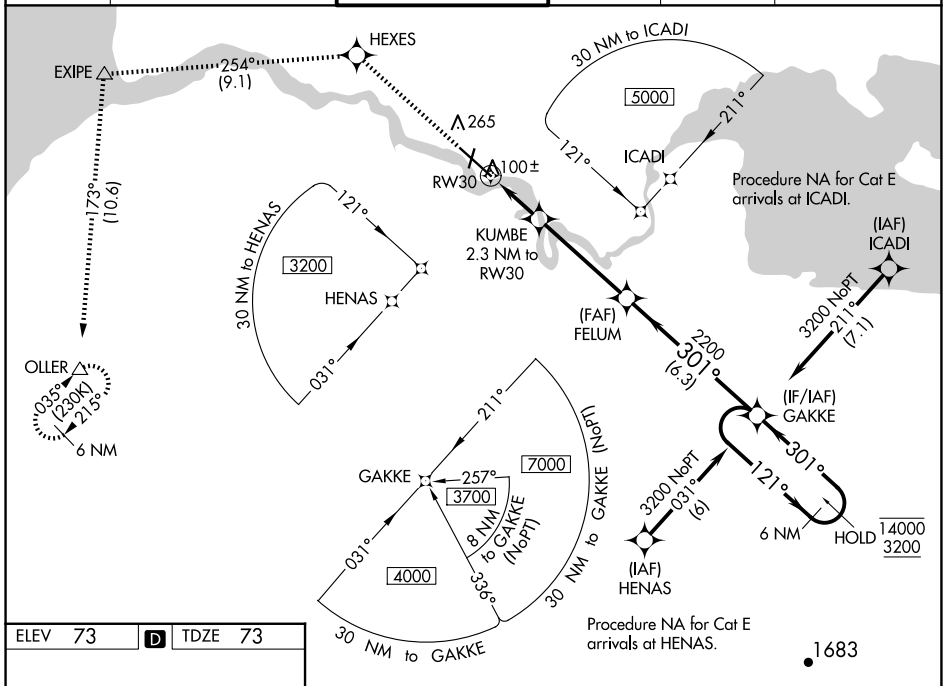 HEXES
EXIPE
254°
(9.1)
30 NM to ICADI
5000
211°
121°
ICADI
265
100±
RW30
173°
(10.6)
Procedure NA for Cat E
arrivals at ICADI.
30 NM to HENAS
121°
3200
HENAS
031°
KUMBE
2.3 NM to
RW30
(IAF)
ICADI
3200 NoPT
211°
(7.1)
(FAF)
FELUM
2200
301°
(6.3)
OLLER
035°
(230K)
215°
6 NM
(IF/IAF)
GAKKE
301°
121°
6 NM
HOLD
14000
3200
211°
GAKKE
257°
3700
7000
8 NM
to GAKKE
(NoPT)
30 NM to GAKKE (NoPT)
031°
336°
4000
30 NM to GAKKE
3200 NoPT
031°
(6)
(IAF)
HENAS
Procedure NA for Cat E
arrivals at HENAS.
1683
ELEV 73 D TDZE 73